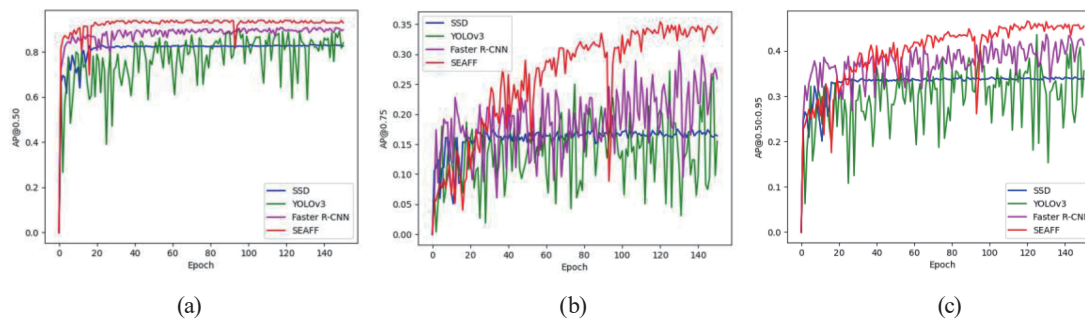 AP@0.50
0.8
0.6
0.4
0.2
0.0
0
20
40
60
80
100
120
140
Epoch
SSD
YOLOv3
Faster R-CNN
SEAFF
(a)
AP@0.75
0.35
0.30
0.25
0.20
0.15
0.10
0.05
0.00
0
20
40
60
80
100
120
140
Epoch
SSD
YOLOv3
Faster R-CNN
SEAFF
(b)
AP@0.50:0.95
0.4
0.3
0.2
0.1
0.0
0
20
40
60
80
100
120
140
Epoch
SSD
YOLOv3
Faster R-CNN
SEAFF
(c)